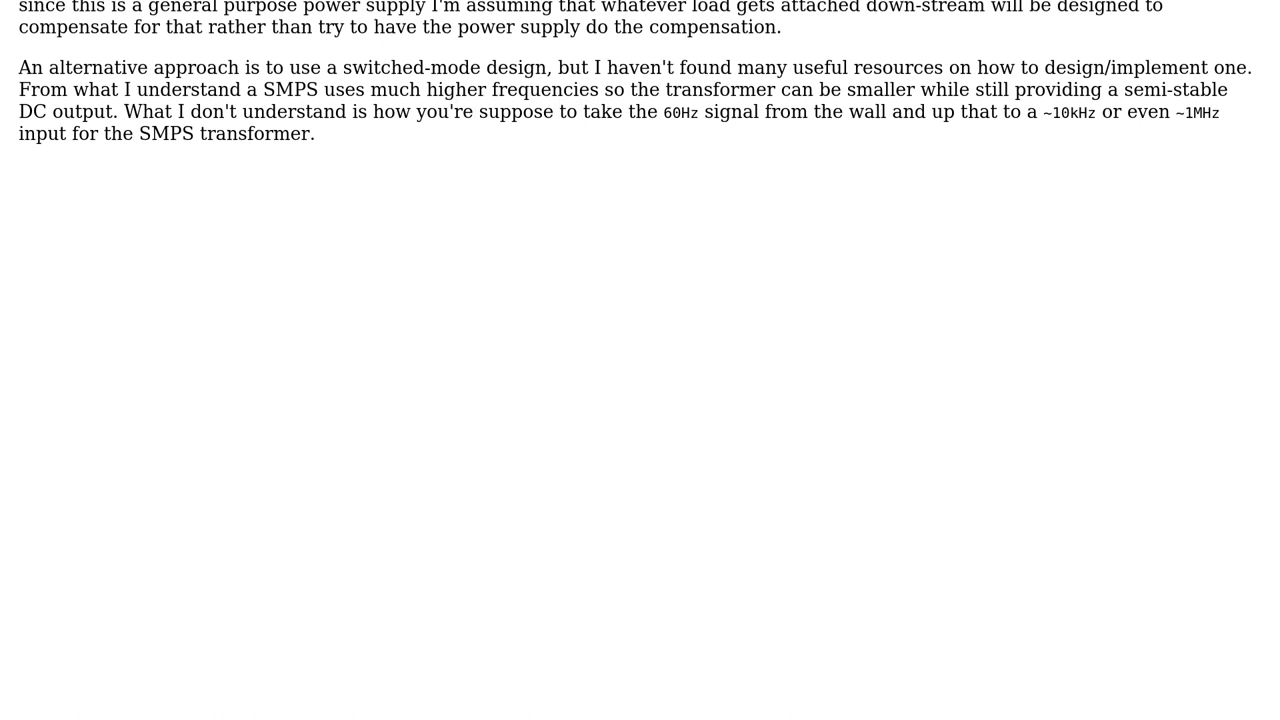 since this is a general purpose power supply I'm assuming that whatever load gets attached down-stream will be designed to
compensate for that rather than try to have the power supply do the compensation.
An alternative approach is to use a switched-mode design, but I haven't found many useful resources on how to design/implement one.
From what I understand a SMPS uses much higher frequencies so the transformer can be smaller while still providing a semi-stable
DC output. What I don't understand is how you're suppose to take the 60Hz signal from the wall and up that to a ~10kHz or even ~1MHz
input for the SMPS transformer.